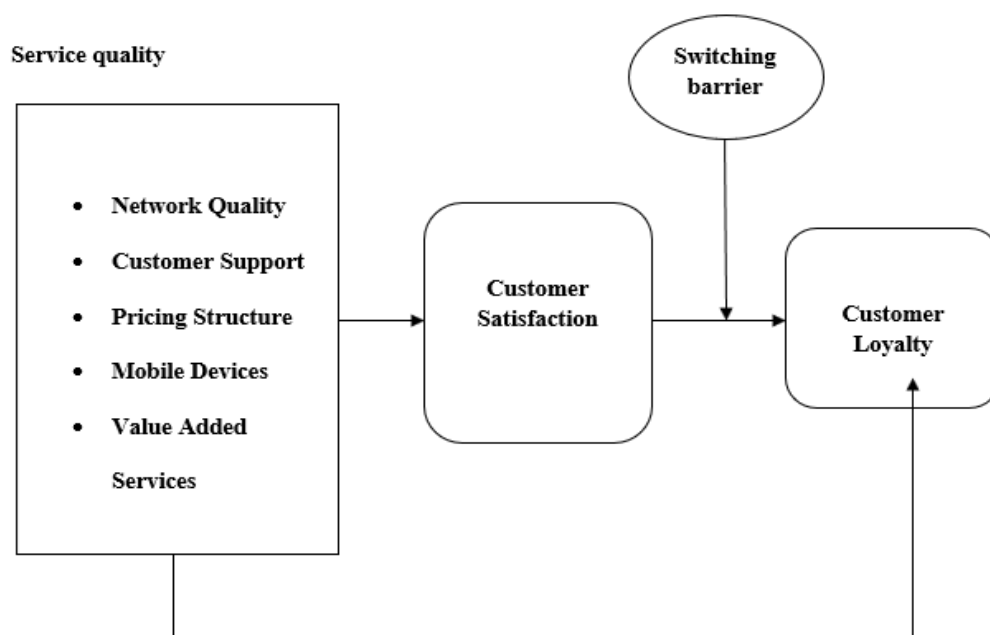 Service quality
Switching
barrier
• Network Quality
• Customer Support
• Pricing Structure
• Mobile Devices
• Value Added
Services
Customer
Satisfaction
Customer
Loyalty